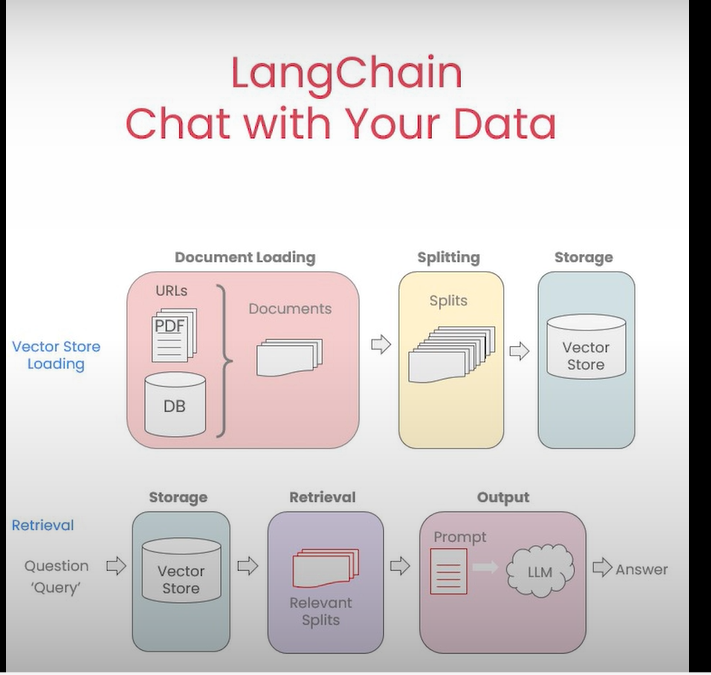 LangChain
Chat with Your Data
Document Loading
Splitting
Storage
Vector Store
Loading
URLs
PDF
DB
Documents
Splits
Vector
Store
Storage
Retrieval
Output
Retrieval
Question
‘Query’
Vector
Store
Relevant
Splits
Prompt
LLM
Answer